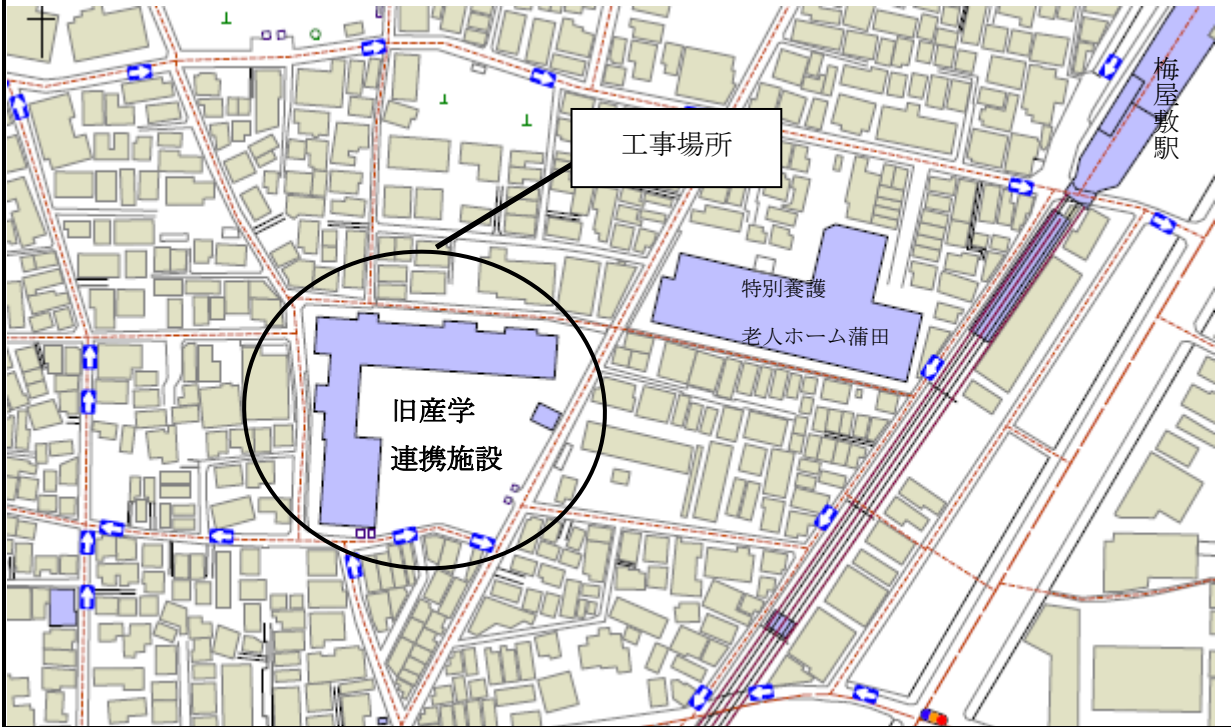 梅屋敷駅
工事場所
特別養護
老人ホーム蒲田
旧産学
連携施設